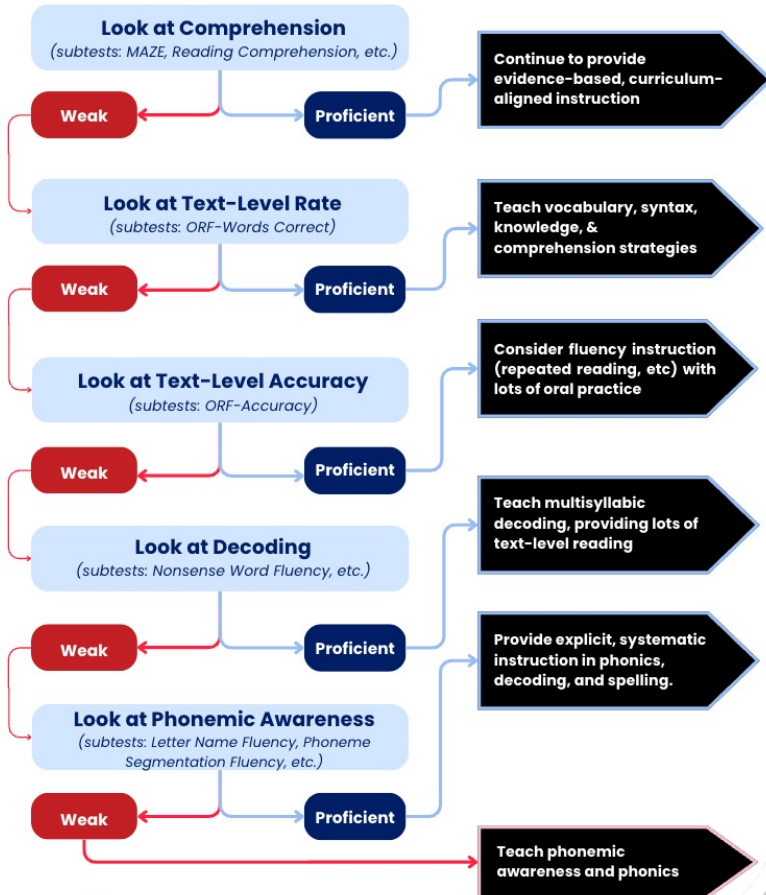 Look at Comprehension
(subtests: MAZE, Reading Comprehension, etc.)
Continue to provide
evidence-based, curriculum-
aligned instruction
Weak
Proficient
Look at Text-Level Rate
(subtests: ORF-Words Correct)
Teach vocabulary, syntax,
knowledge, &
comprehension strategies
Weak
Proficient
Look at Text-Level Accuracy
(subtests: ORF-Accuracy)
Consider fluency instruction
(repeated reading, etc) with
lots of oral practice
Weak
Proficient
Look at Decoding
(subtests: Nonsense Word Fluency, etc.)
Teach multisyllabic
decoding, providing lots of
text-level reading
Weak
Proficient
Look at Phonemic Awareness
(subtests: Letter Name Fluency, Phoneme
Segmentation Fluency, etc.)
Provide explicit, systematic
instruction in phonics,
decoding, and spelling.
Weak
Proficient
Teach phonemic
awareness and phonics